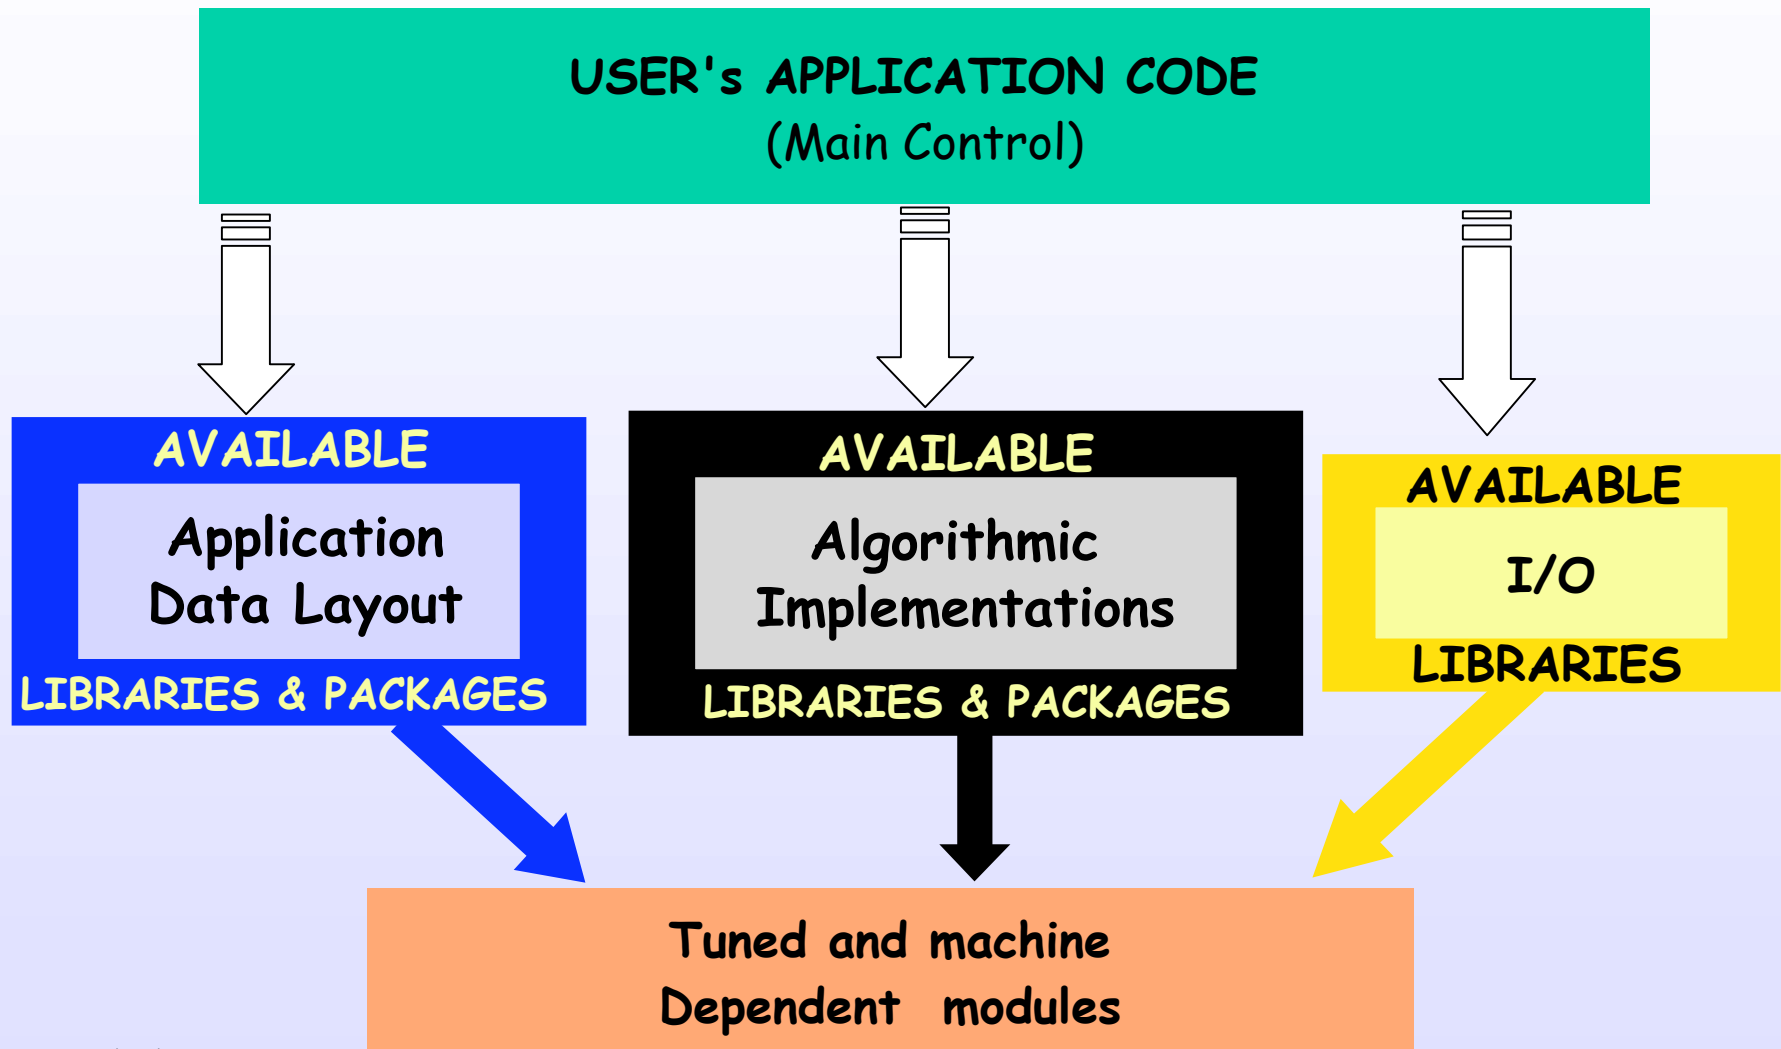 USER's APPLICATION CODE
(Main Control)
AVAILABLE
Application
Data Layout
LIBRARIES & PACKAGES
AVAILABLE
Algorithmic
Implementations
LIBRARIES & PACKAGES
AVAILABLE
I/O
LIBRARIES
Tuned and machine
Dependent modules